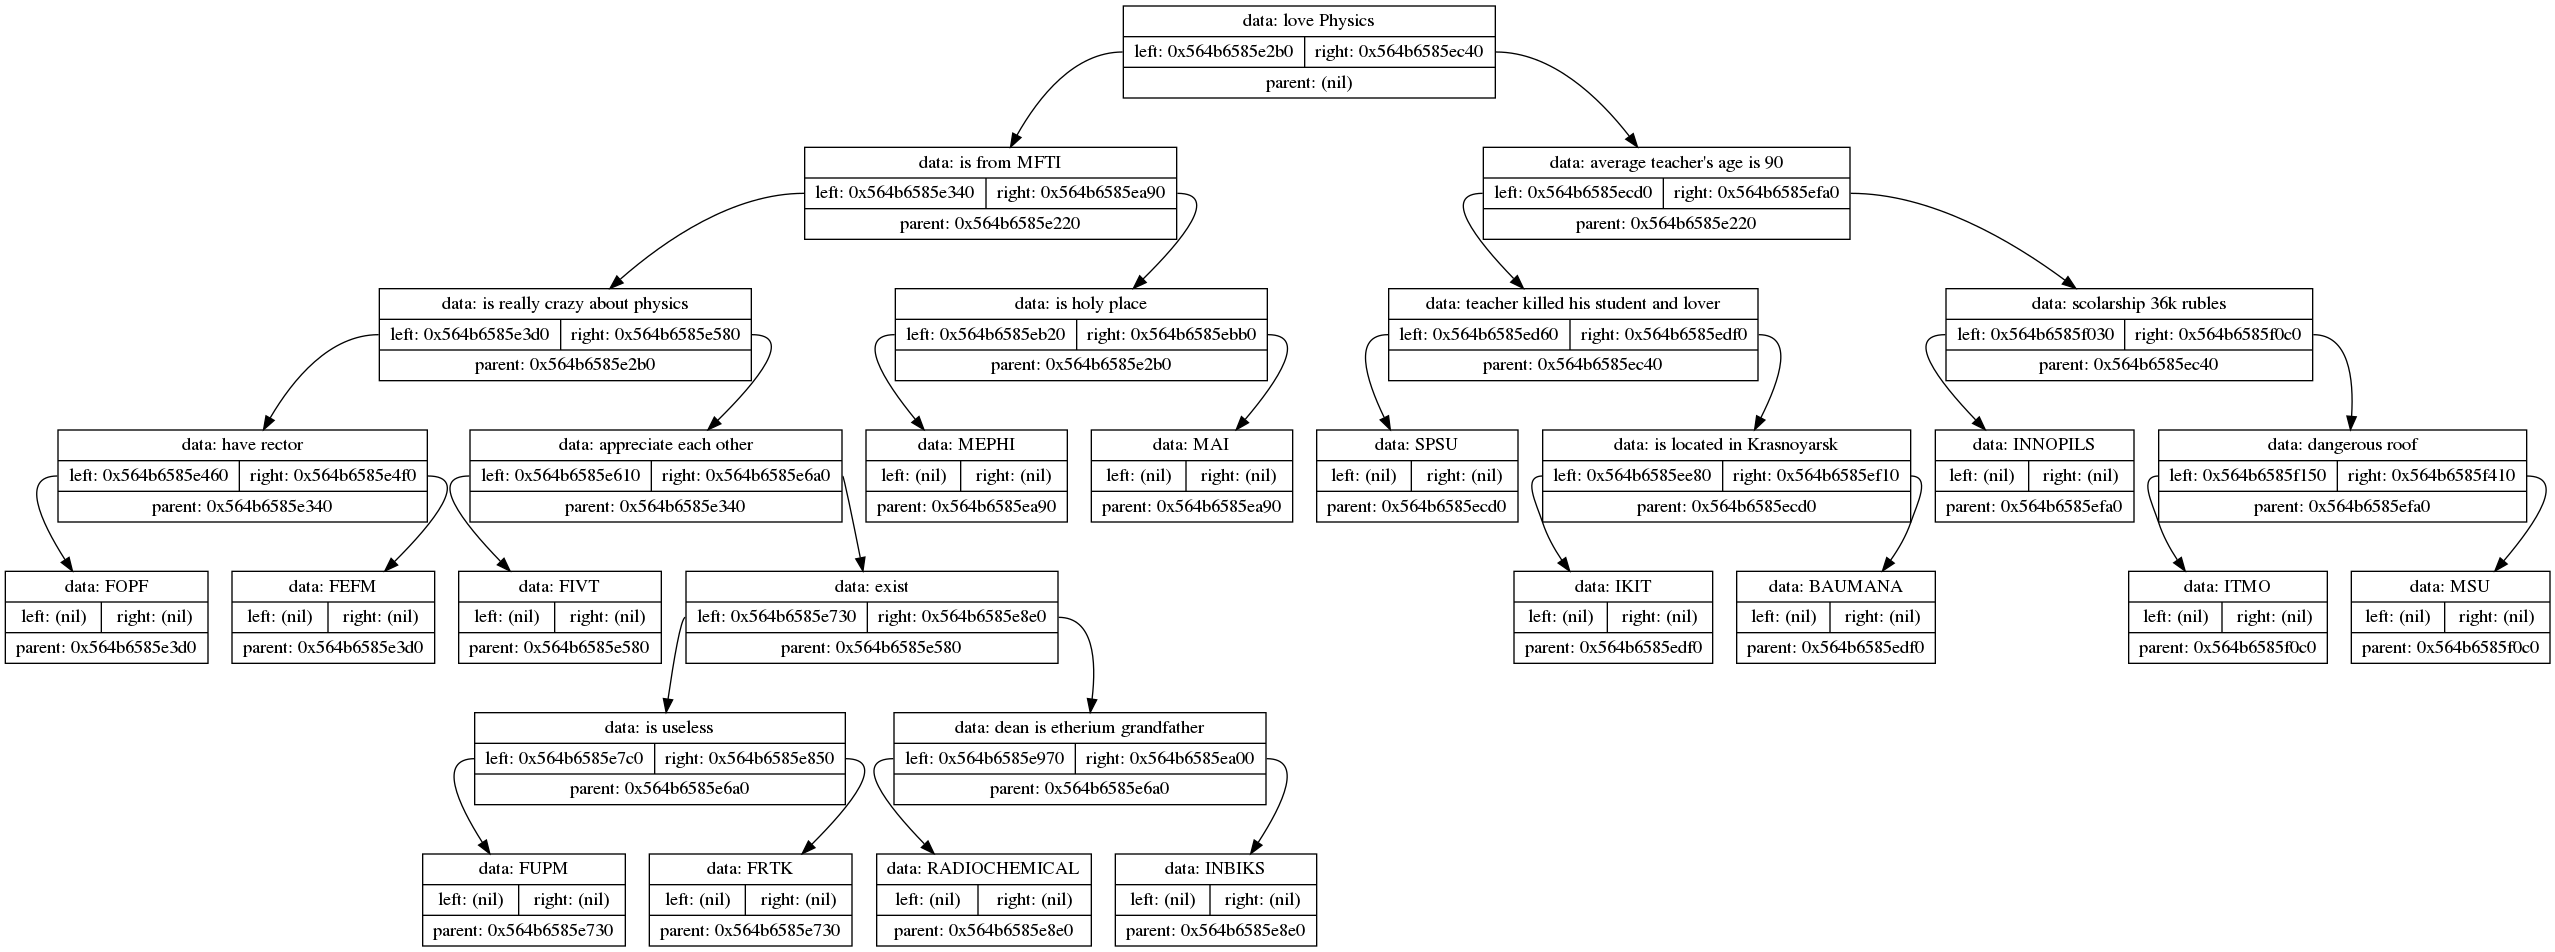 data: love Physics
left: 0x564b6585e2b0 right: 0x564b6585ec40
parent: (nil)
data: is from MFTI
left: 0x564b6585e340 right: 0x564b6585ea90
parent: 0x564b6585e220
data: average teacher's age is 90
left: 0x564b6585ecd0 right: 0x564b6585efa0
parent: 0x564b6585e220
data: is really crazy about physics
left: 0x564b6585e3d0 right: 0x564b6585e580
parent: 0x564b6585e2b0
data: is holy place
left: 0x564b6585eb20 right: 0x564b6585ebb0
parent: 0x564b6585e2b0
data: teacher killed his student and lover
left: 0x564b6585ed60 right: 0x564b6585edf0
parent: 0x564b6585ec40
data: scolarship 36k rubles
left: 0x564b6585f030 right: 0x564b6585f0c0
parent: 0x564b6585ec40
data: have rector
left: 0x564b6585e460 right: 0x564b6585e4f0
parent: 0x564b6585e340
data: appreciate each other
left: 0x564b6585e610 right: 0x564b6585e6a0
parent: 0x564b6585e340
data: MEPHI
left: (nil) right: (nil)
parent: 0x564b6585ea90
data: MAI
left: (nil) right: (nil)
parent: 0x564b6585ea90
data: SPSU
left: (nil) right: (nil)
parent: 0x564b6585ecd0
data: is located in Krasnoyarsk
left: 0x564b6585ee80 right: 0x564b6585ef10
parent: 0x564b6585ecd0
data: INNOPILS
left: (nil) right: (nil)
parent: 0x564b6585efa0
data: dangerous roof
left: 0x564b6585f150 right: 0x564b6585f410
parent: 0x564b6585efa0
data: FOPF
left: (nil) right: (nil)
parent: 0x564b6585e3d0
data: FEFM
left: (nil) right: (nil)
parent: 0x564b6585e3d0
data: FIVT
left: (nil) right: (nil)
parent: 0x564b6585e580
data: exist
left: 0x564b6585e730 right: 0x564b6585e8e0
parent: 0x564b6585e580
data: IKIT
left: (nil) right: (nil)
parent: 0x564b6585edf0
data: BAUMANA
left: (nil) right: (nil)
parent: 0x564b6585edf0
data: ITMO
left: (nil) right: (nil)
parent: 0x564b6585f0c0
data: MSU
left: (nil) right: (nil)
parent: 0x564b6585f0c0
data: is useless
left: 0x564b6585e7c0 right: 0x564b6585e850
parent: 0x564b6585e6a0
data: dean is etherium grandfather
left: 0x564b6585e970 right: 0x564b6585ea00
parent: 0x564b6585e6a0
data: FUPM
left: (nil) right: (nil)
parent: 0x564b6585e730
data: FRTK
left: (nil) right: (nil)
parent: 0x564b6585e730
data: RADIOCHEMICAL
left: (nil) right: (nil)
parent: 0x564b6585e8e0
data: INBIKS
left: (nil) right: (nil)
parent: 0x564b6585e8e0